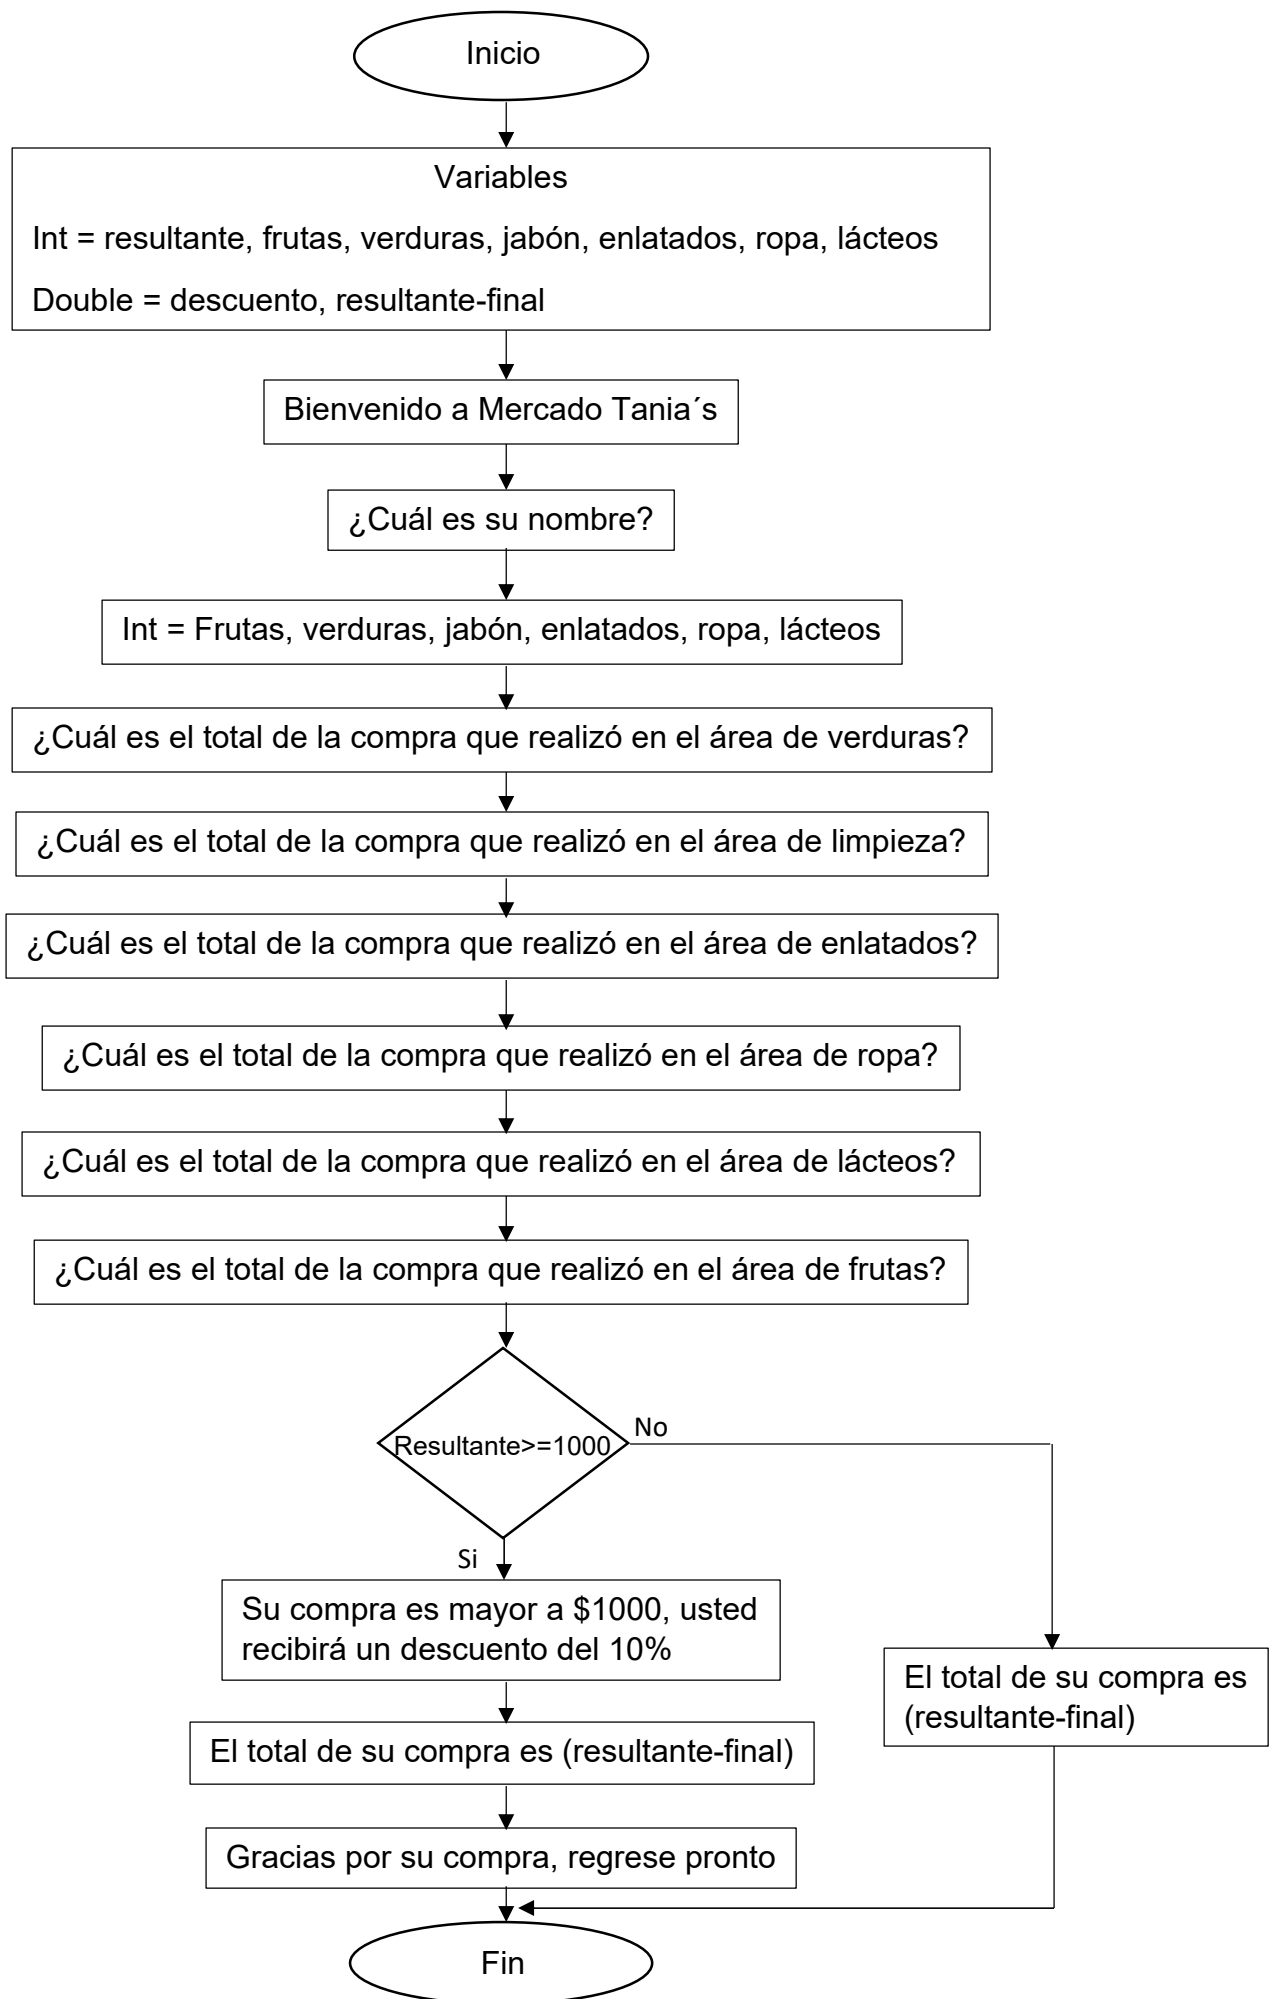 Inicio
Variables
Int = resultante, frutas, verduras, jabón, enlatados, ropa, lácteos
Double = descuento, resultante-final
Bienvenido a Mercado Tania´s
¿Cuál es su nombre?
Int = Frutas, verduras, jabón, enlatados, ropa, lácteos
¿Cuál es el total de la compra que realizó en el área de verduras?
¿Cuál es el total de la compra que realizó en el área de limpieza?
¿Cuál es el total de la compra que realizó en el área de enlatados?
¿Cuál es el total de la compra que realizó en el área de ropa?
¿Cuál es el total de la compra que realizó en el área de lácteos?
¿Cuál es el total de la compra que realizó en el área de frutas?
Resultante>=1000
No
Si
Su compra es mayor a $1000, usted
recibirá un descuento del 10%
El total de su compra es
(resultante-final)
El total de su compra es (resultante-final)
Gracias por su compra, regrese pronto
Fin